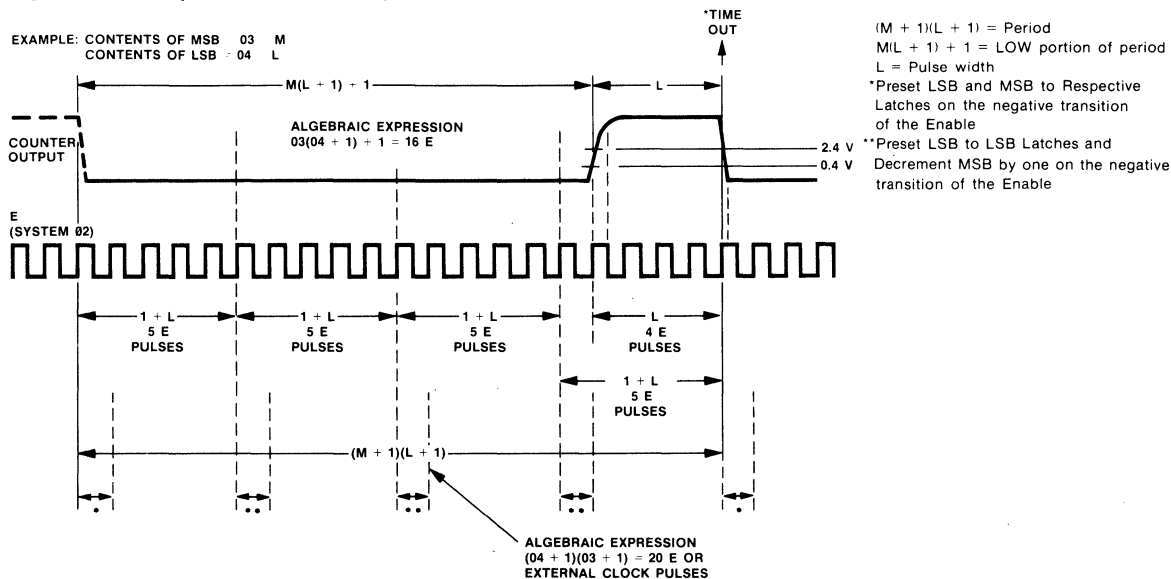 EXAMPLE: CONTENTS OF MSB 03 M
CONTENTS OF LSB 04 L
*TIME
OUT
(M + 1)(L + 1) = Period
M(L + 1) + 1 = LOW portion of period
L = Pulse width
*Preset LSB and MSB to Respective
Latches on the negative transition
of the Enable
**Preset LSB to LSB Latches and
Decrement MSB by one on the negative
transition of the Enable
M(L + 1) + 1
L
COUNTER
OUTPUT
ALGEBRAIC EXPRESSION
03(04 + 1) + 1 = 16 E
2.4 V
0.4 V
E
(SYSTEM Ø2)
1 + L
5 E
PULSES
1 + L
5 E
PULSES
1 + L
5 E
PULSES
L
4 E
PULSES
1 + L
5 E
PULSES
(M + 1)(L + 1)
*
**
**
**
*
ALGEBRAIC EXPRESSION
(04 + 1)(03 + 1) = 20 E OR
EXTERNAL CLOCK PULSES